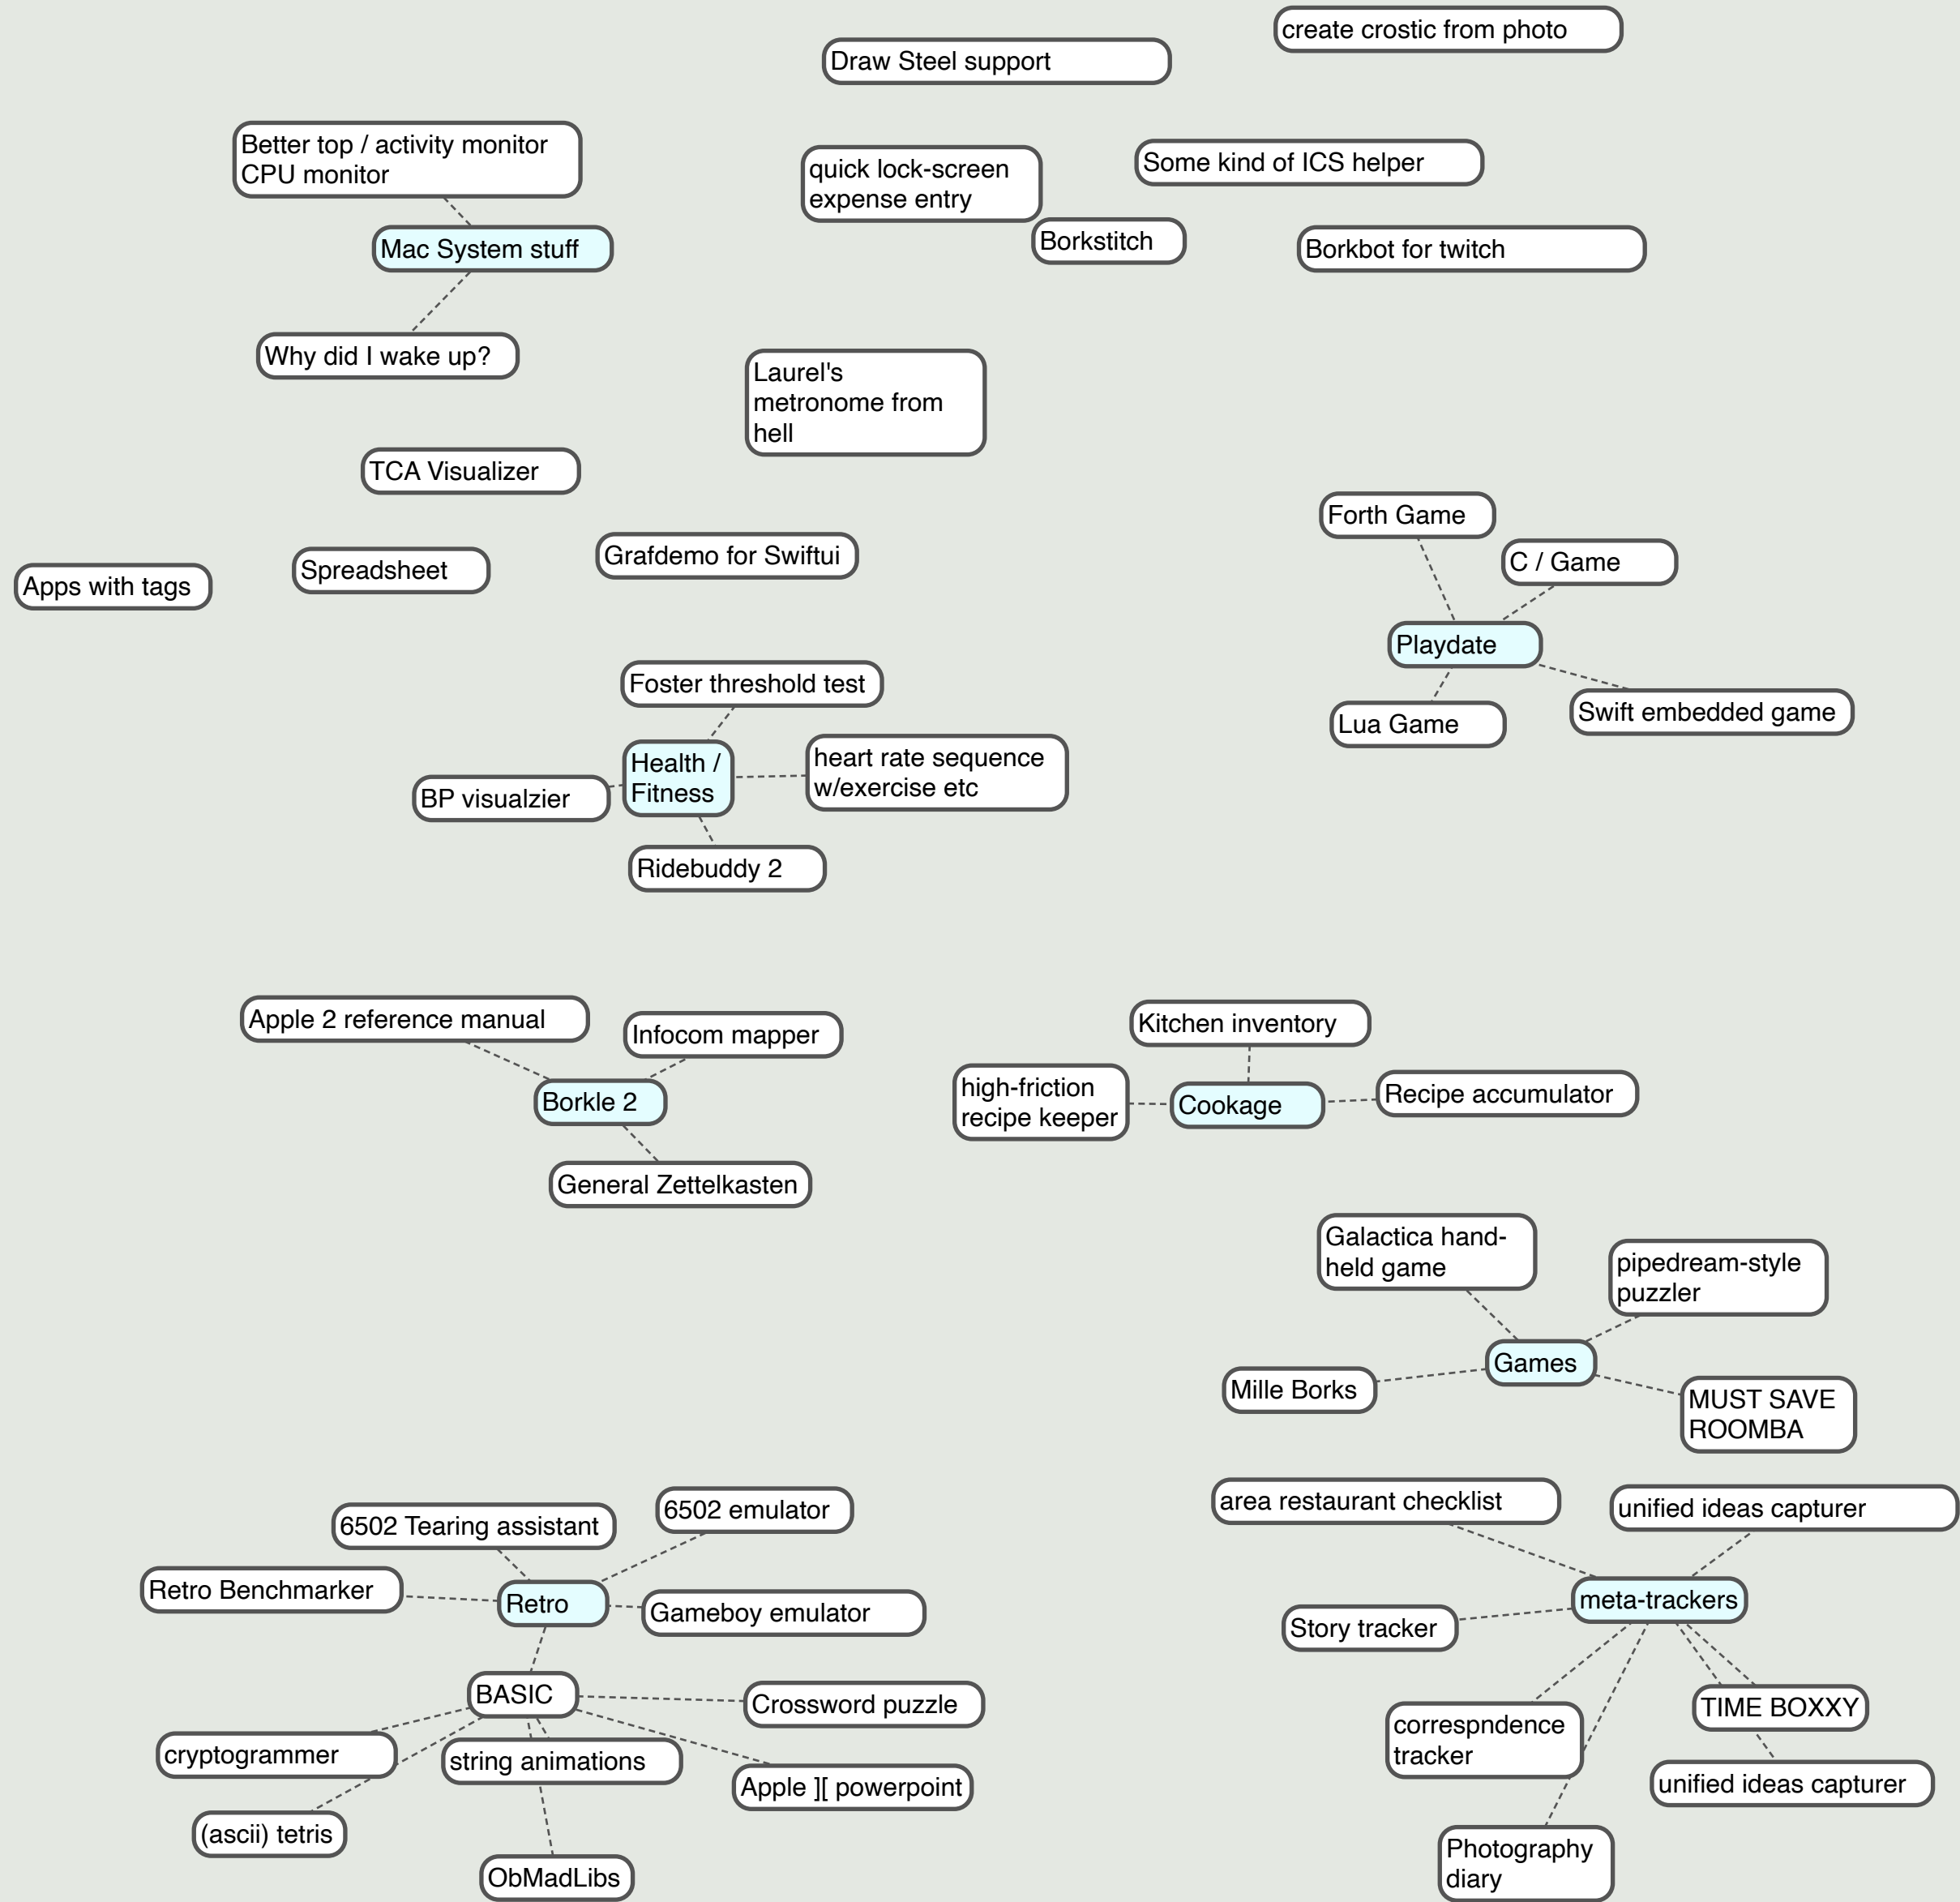 create crostic from photo
Draw Steel support
Better top / activity monitor
CPU monitor
quick lock-screen
expense entry
Some kind of ICS helper
Mac System stuff
Borkstitch
Borkbot for twitch
Why did I wake up?
Laurel's
metronome from
hell
TCA Visualizer
Forth Game
Grafdemo for Swiftui
C / Game
Apps with tags
Spreadsheet
Playdate
Foster threshold test
Lua Game
Swift embedded game
Health /
Fitness
heart rate sequence
w/exercise etc
BP visualzier
Ridebuddy 2
Apple 2 reference manual
Infocom mapper
Kitchen inventory
Borkle 2
high-friction
recipe keeper
Cookage
Recipe accumulator
General Zettelkasten
Galactica hand-
held game
pipedream-style
puzzler
Games
Mille Borks
MUST SAVE
ROOMBA
6502 Tearing assistant
6502 emulator
area restaurant checklist
unified ideas capturer
Retro Benchmarker
Retro
Gameboy emulator
meta-trackers
Story tracker
BASIC
Crossword puzzle
TIME BOXXY
cryptogrammer
string animations
Apple ][ powerpoint
correspndence
tracker
unified ideas capturer
(ascii) tetris
ObMadLibs
Photography
diary